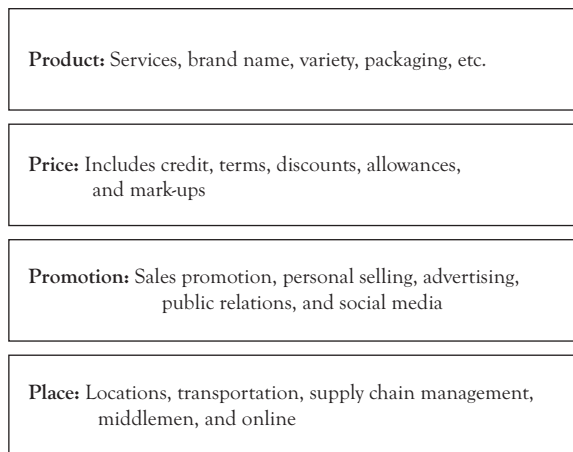 Product: Services, brand name, variety, packaging, etc.
Price: Includes credit, terms, discounts, allowances,
and mark-ups
Promotion: Sales promotion, personal selling, advertising,
public relations, and social media
Place: Locations, transportation, supply chain management,
middlemen, and online